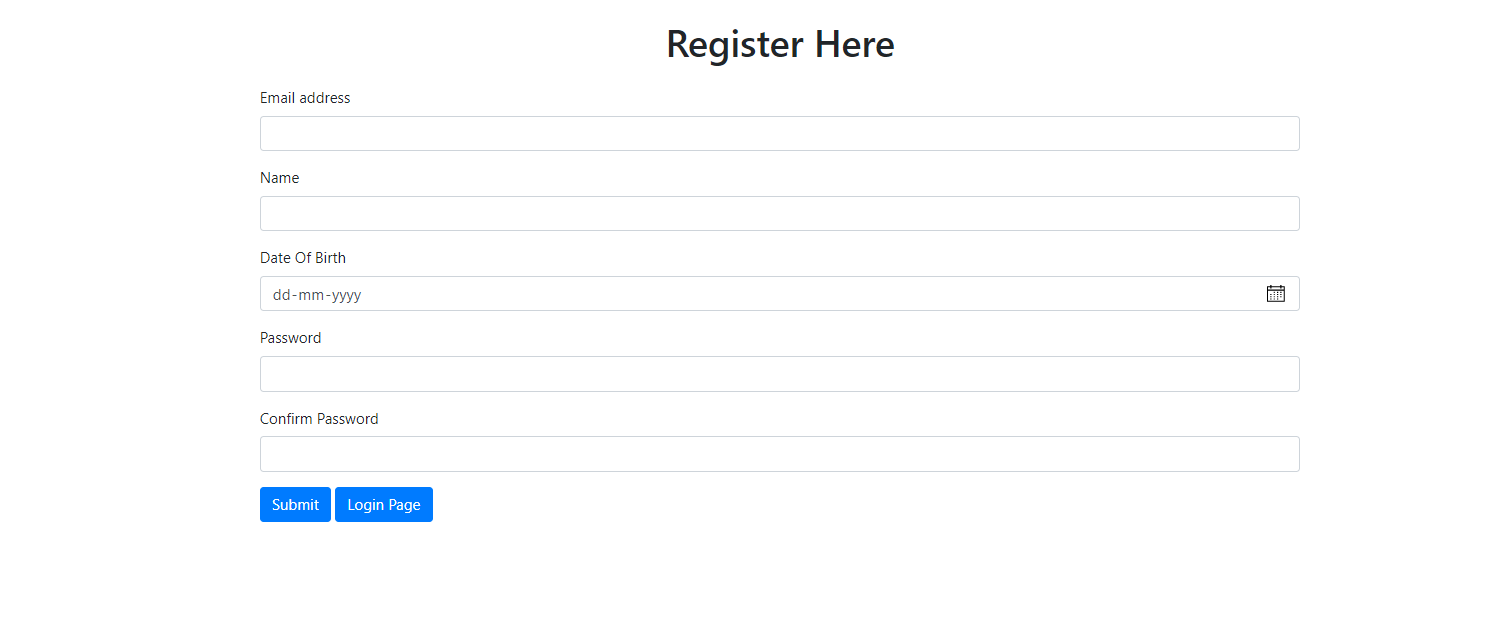 Register Here
Email address
Name
Date Of Birth
dd-mm-yyyy
Password
Confirm Password
Submit Login Page